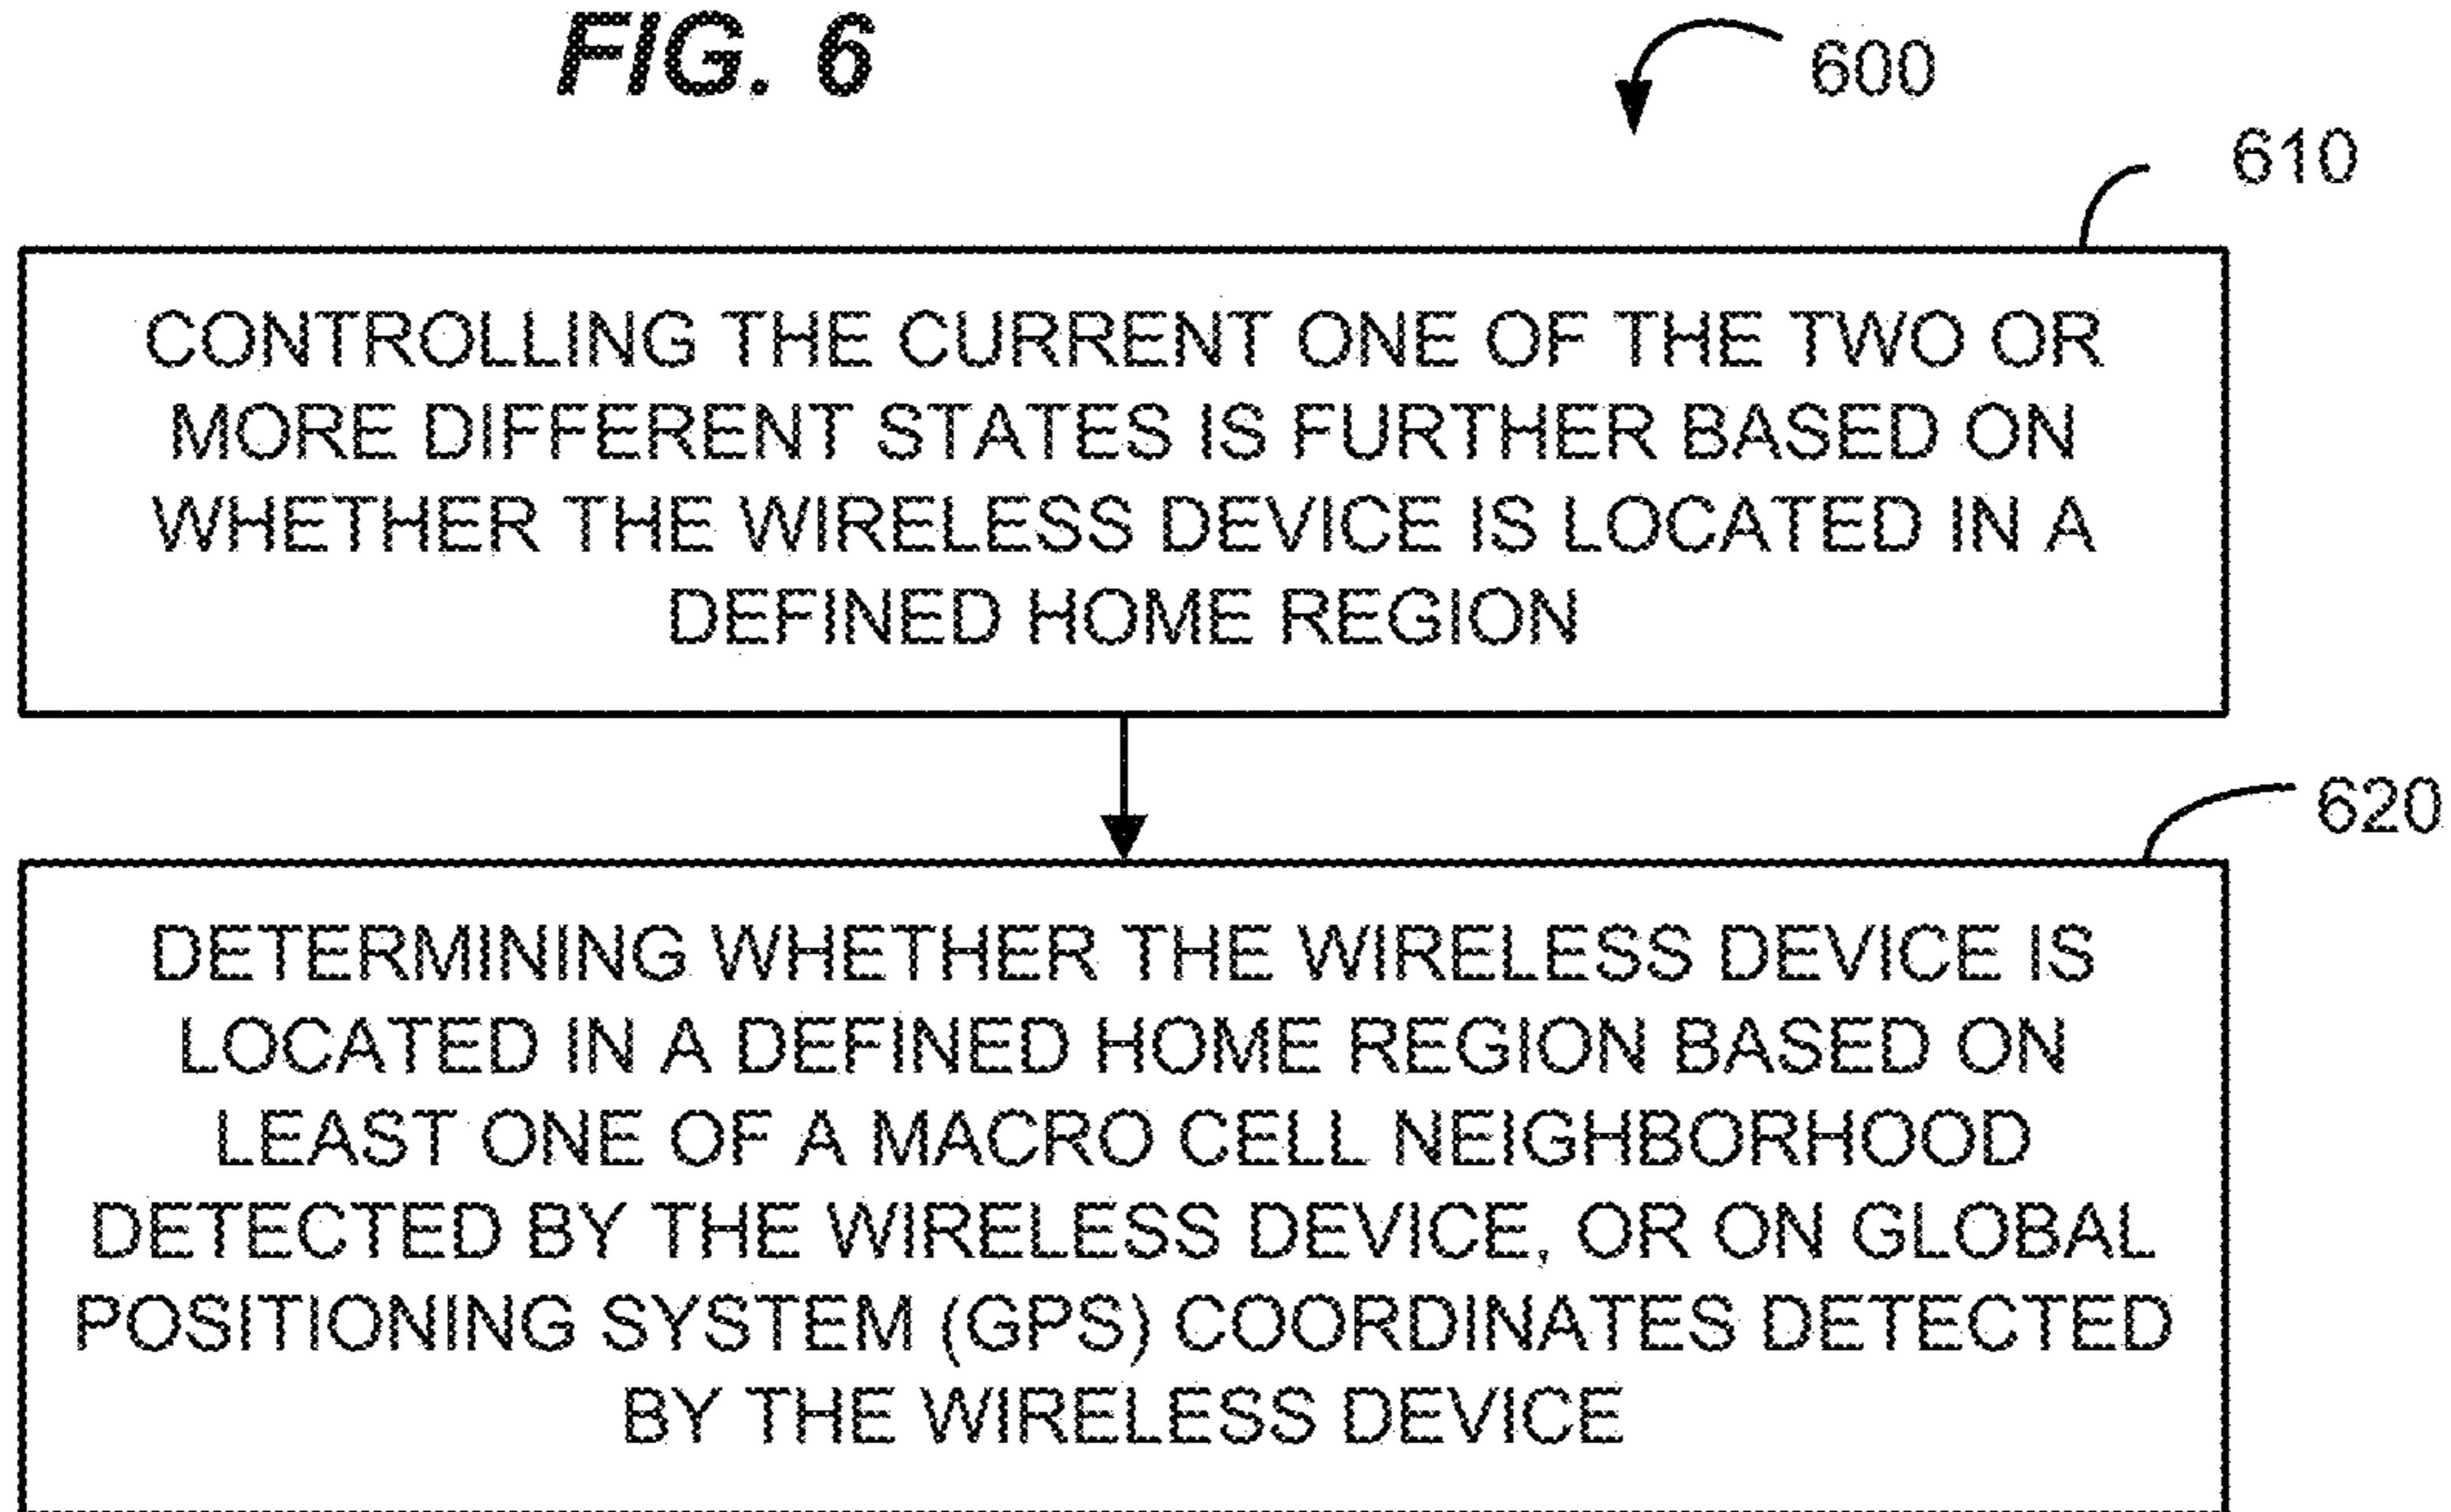 FIG. 6
600
610
CONTROLLING THE CURRENT ONE OF THE TWO OR
MORE DIFFERENT STATES IS FURTHER BASED ON
WHETHER THE WIRELESS DEVICE IS LOCATED IN A
DEFINED HOME REGION
620
DETERMINING WHETHER THE WIRELESS DEVICE IS
LOCATED IN A DEFINED HOME REGION BASED ON
LEAST ONE OF A MACRO CELL NEIGHBORHOOD
DETECTED BY THE WIRELESS DEVICE, OR ON GLOBAL
POSITIONING SYSTEM (GPS) COORDINATES DETECTED
BY THE WIRELESS DEVICE